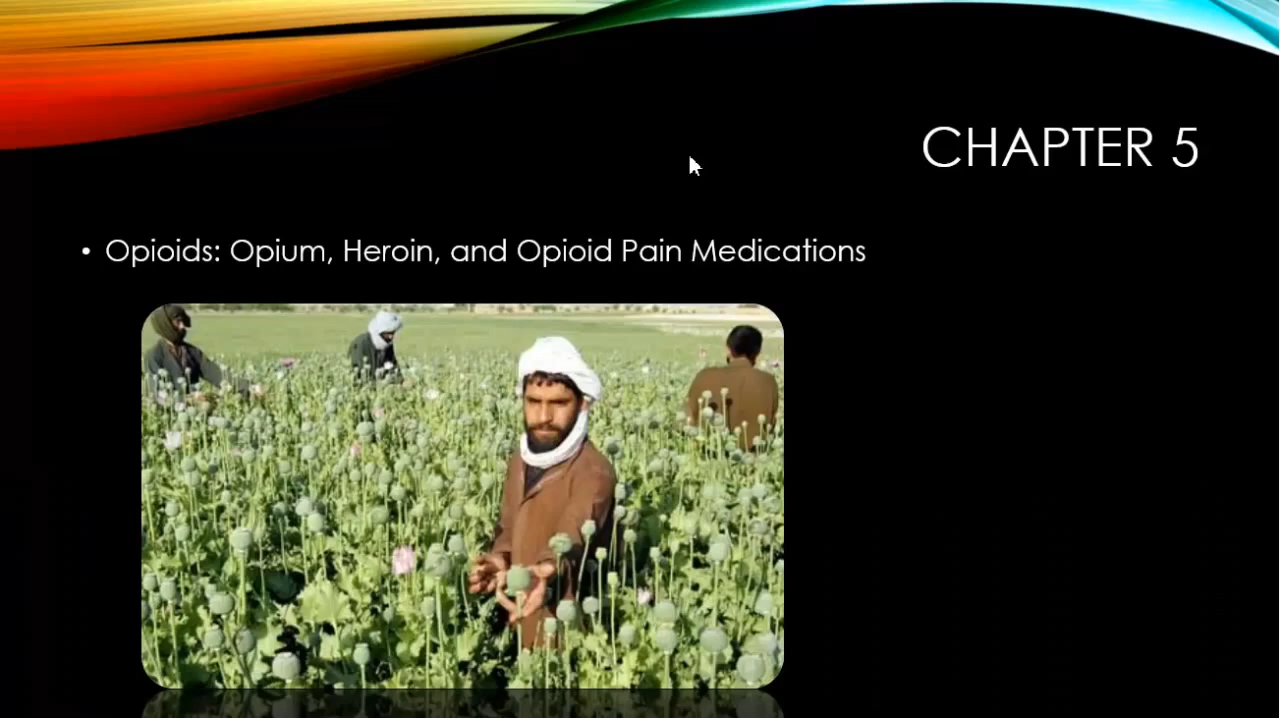 CHAPTER 5
• Opioids: Opium, Heroin, and Opioid Pain Medications